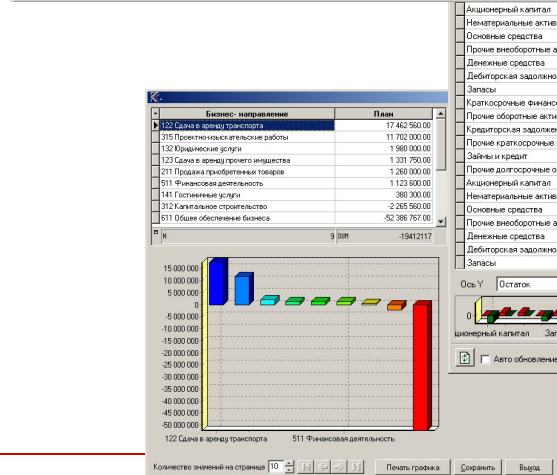 Бизнес- направление План
122 Сдача в аренду транспорта 17 462 560.00
315 Проектно-изыскательские работы 11 702 000.00
132 Юридические услуги 1 980 000.00
123 Сдача в аренду прочего имущества 1 331 750.00
211 Продажа приобретенных товаров 1 260 000.00
511 Финансовая деятельность 1 123 600.00
141 Гостиничные услуги 380 300.00
312 Капитальное строительство -2 265 560.00
611 Общее обеспечение бизнеса -52 386 767.00
N 9 SUM -19412117
15 000 000
10 000 000
5 000 000
0
-5 000 000
-10 000 000
-15 000 000
-20 000 000
-25 000 000
-30 000 000
-35 000 000
-40 000 000
-45 000 000
-50 000 000
122 Сдача в аренду транспорта 511 Финансовая деятельность
Количество значений на странице 10 Печать графика Сохранить Выход
Акционерный капитал
Нематериальные актив
Основные средства
Прочие внеоборотные а
Денежные средства
Дебиторская задолжно
Запасы
Краткосрочные финанс
Прочие оборотные акти
Кредиторская задолжен
Прочие краткосрочные
Займы и кредит
Прочие долгосрочные о
Акционерный капитал
Нематериальные актив
Основные средства
Прочие внеоборотные а
Денежные средства
Дебиторская задолжно
Запасы
Ось Y Остаток
0
ционерный капитал Зап
Авто обновление